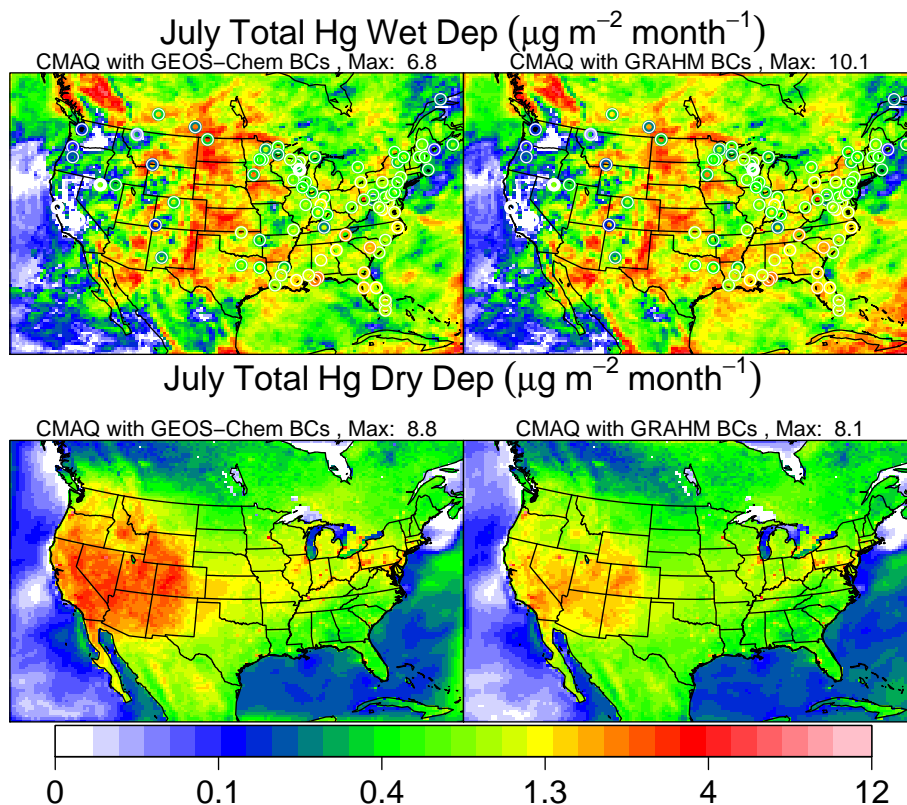 July Total Hg Wet Dep (μg m−2 month−1)
CMAQ with GEOS−Chem BCs , Max: 6.8
CMAQ with GRAHM BCs , Max: 10.1
July Total Hg Dry Dep (μg m−2 month−1)
CMAQ with GEOS−Chem BCs , Max: 8.8
CMAQ with GRAHM BCs , Max: 8.1
0 0.1 0.4 1.3 4 12